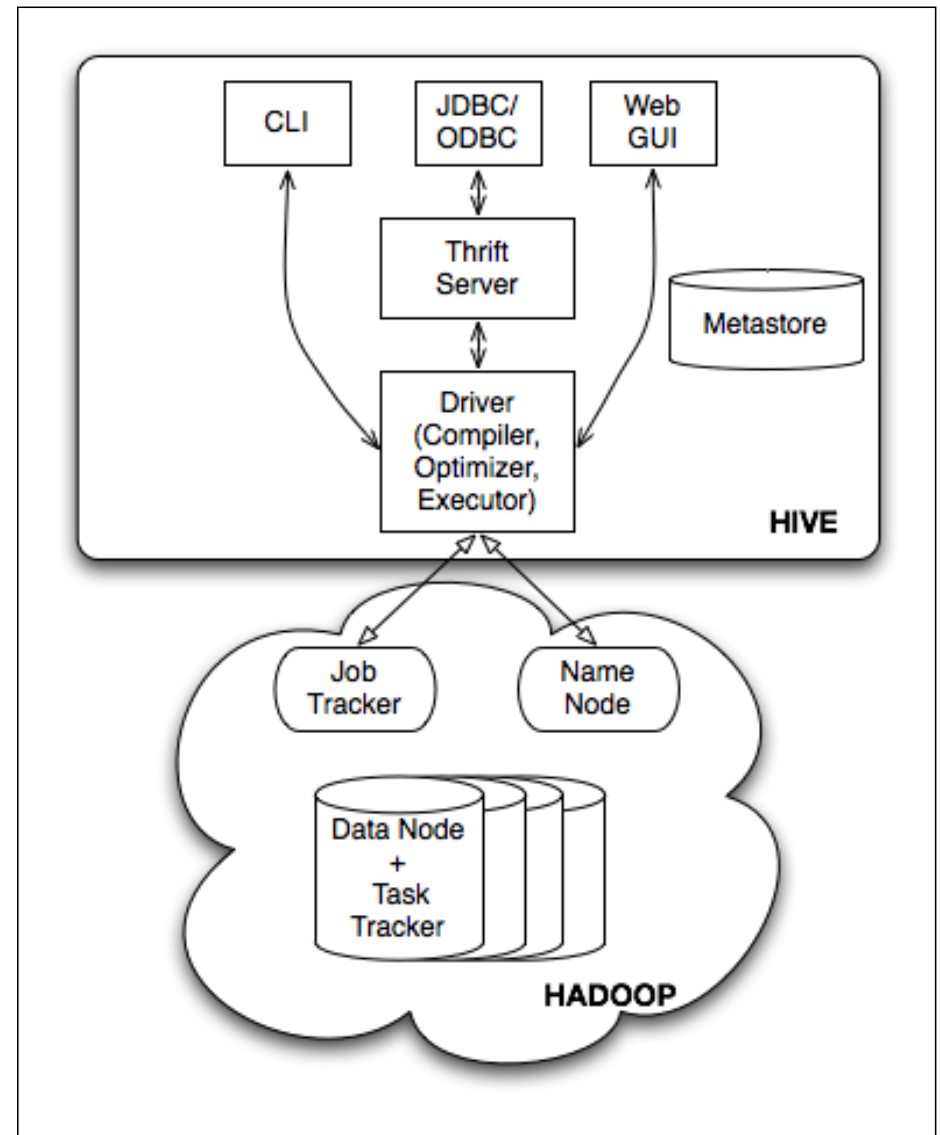 CLI
JDBC/
ODBC
Web
GUI
Thrift
Server
Metastore
Driver
(Compiler,
Optimizer,
Executor)
HIVE
Job
Tracker
Name
Node
Data Node
+
Task
Tracker
HADOOP